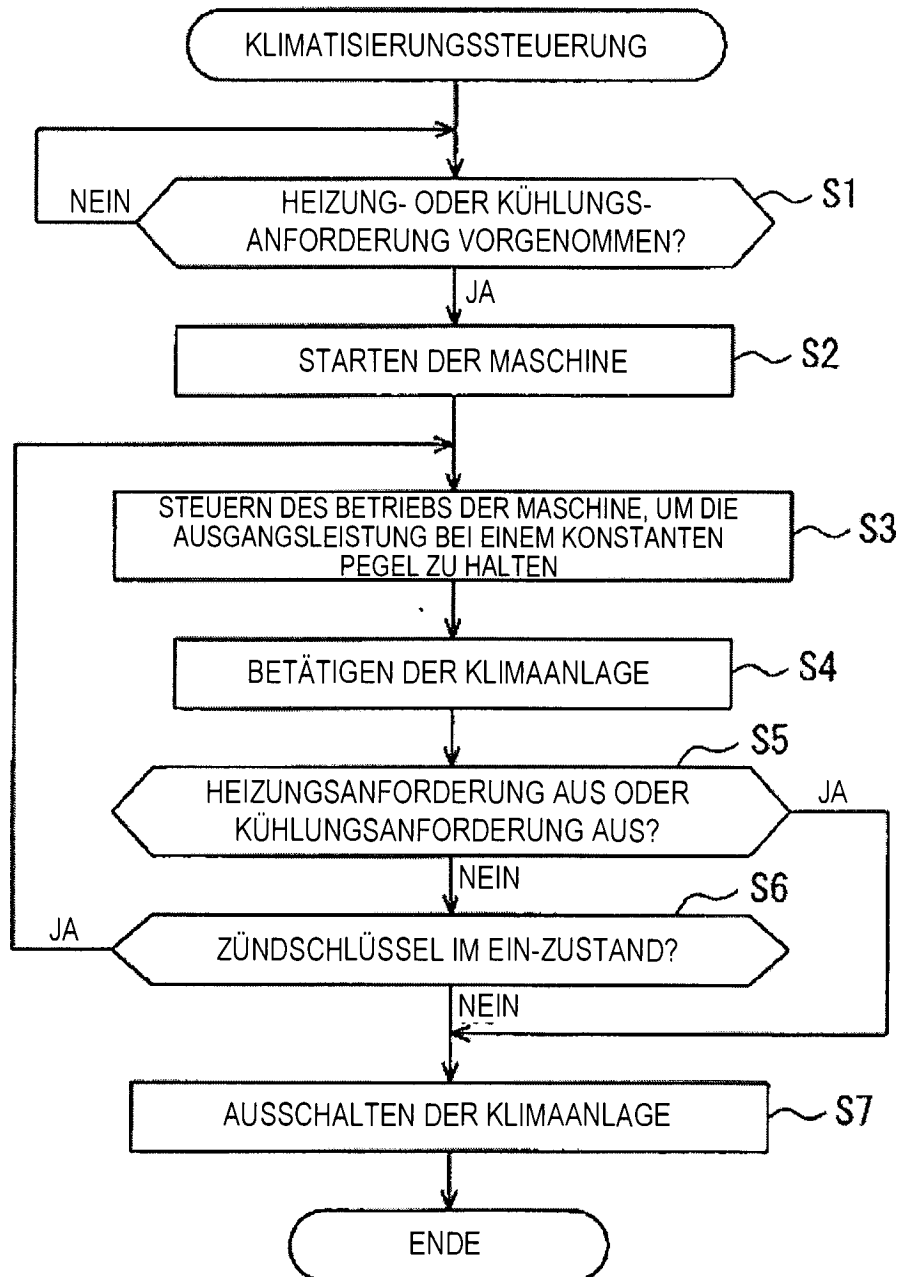 KLIMATISIERUNGSSTEUERUNG
NEIN
HEIZUNG- ODER KÜHLUNGS-
ANFORDERUNG VORGENOMMEN?
S1
JA
STARTEN DER MASCHINE
S2
STEUERN DES BETRIEBS DER MASCHINE, UM DIE
AUSGANGSLEISTUNG BEI EINEM KONSTANTEN
PEGEL ZU HALTEN
S3
BETÄTIGEN DER KLIMAANLAGE
S4
S5
HEIZUNGSANFORDERUNG AUS ODER
KÜHLUNGSANFORDERUNG AUS?
JA
NEIN
S6
JA
ZÜNDSCHLÜSSEL IM EIN-ZUSTAND?
NEIN
AUSSCHALTEN DER KLIMAANLAGE
S7
ENDE